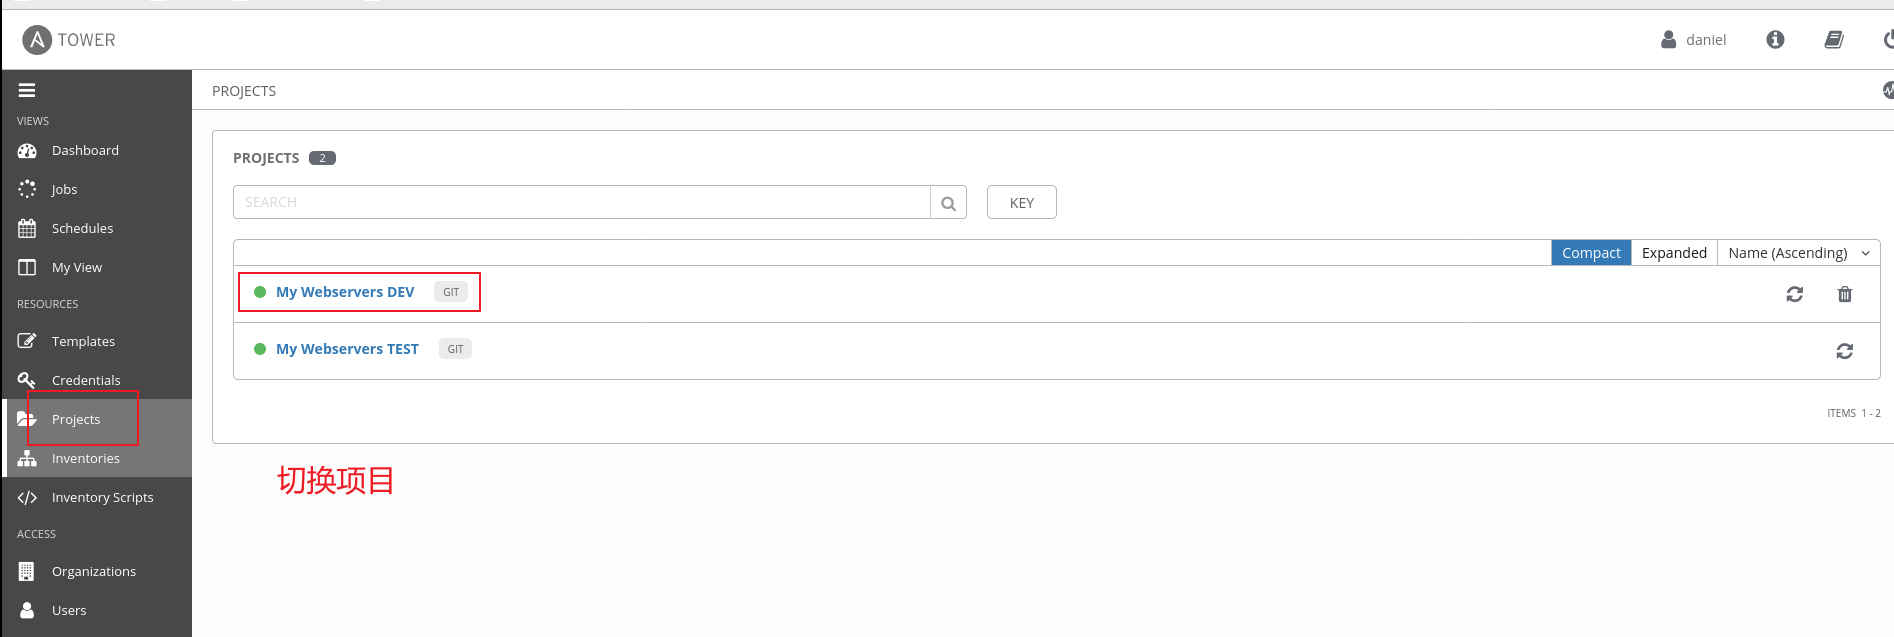 TOWER
daniel
PROJECTS
VIEWS
Dashboard
Jobs
Schedules
My View
RESOURCES
Templates
Credentials
Projects
Inventories
Inventory Scripts
ACCESS
Organizations
Users
PROJECTS 2
SEARCH
KEY
Compact Expanded Name (Ascending)
My Webservers DEV GIT
My Webservers TEST GIT
ITEMS 1 - 2
切换项目